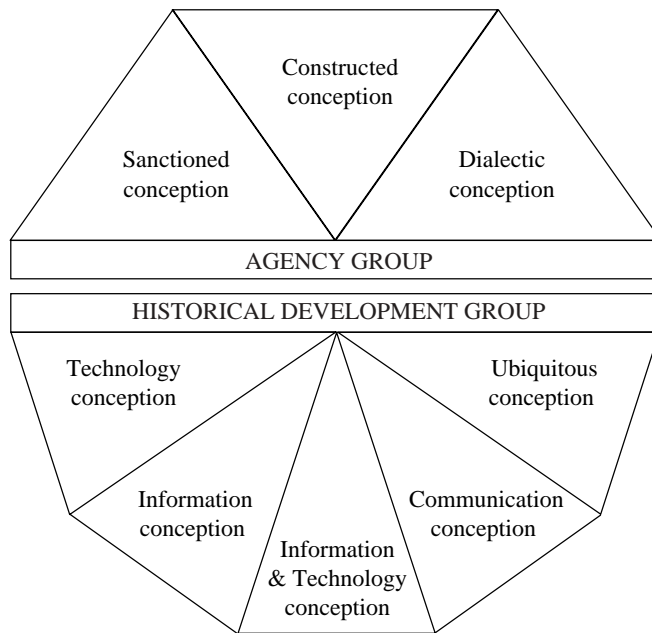 Constructed
conception
Sanctioned
conception
Dialectic
conception
AGENCY GROUP
HISTORICAL DEVELOPMENT GROUP
Technology
conception
Ubiquitous
conception
Information
conception
Communication
conception
Information
& Technology
conception